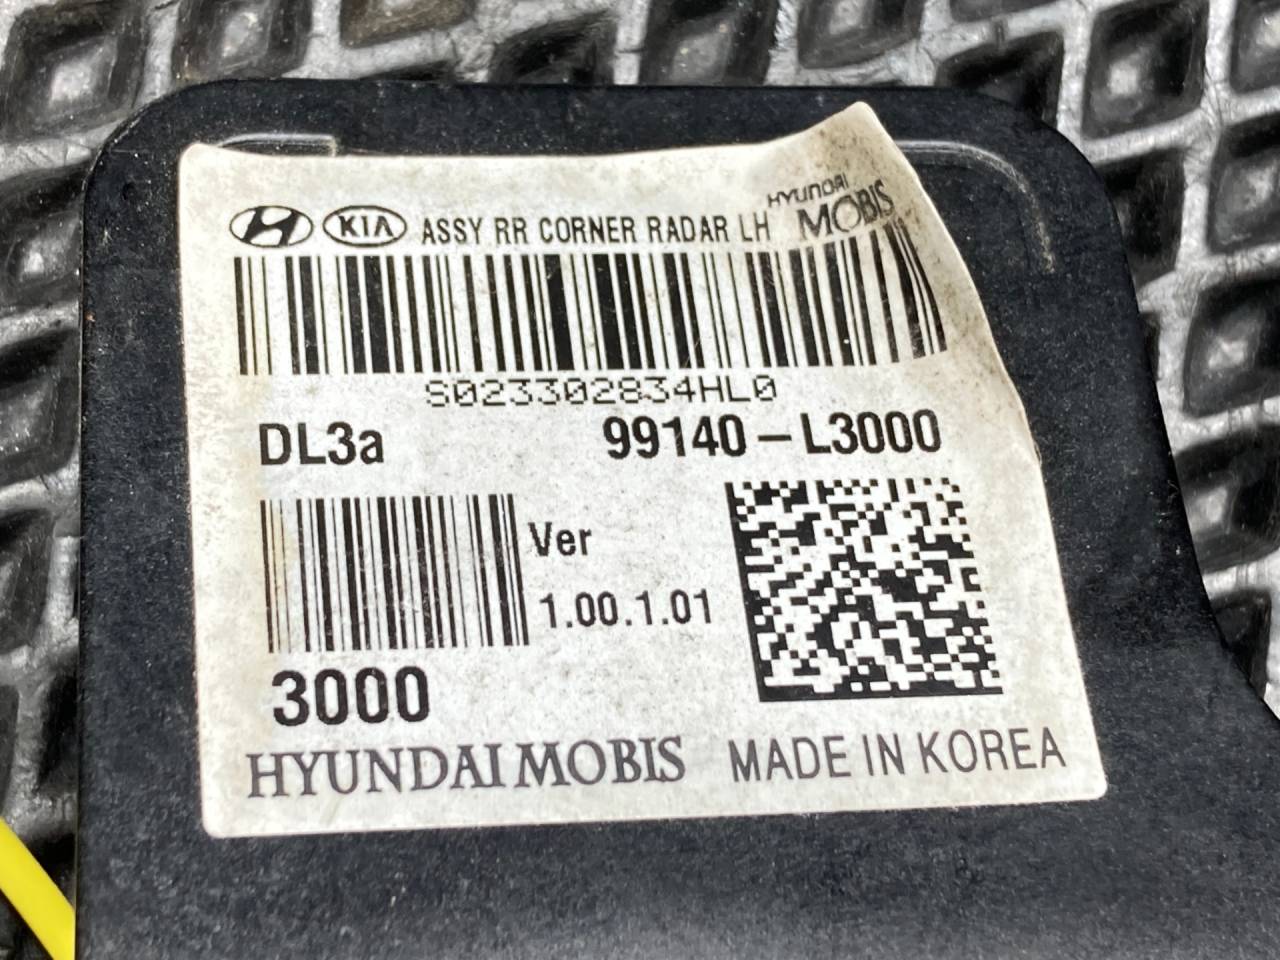 KIA ASSY RR CORNER RADAR LH HYUNDAI MOBIS
S023302834HL0
DL3a 99140-L3000
Ver
1.00.1.01
3000
HYUNDAI MOBIS MADE IN KOREA